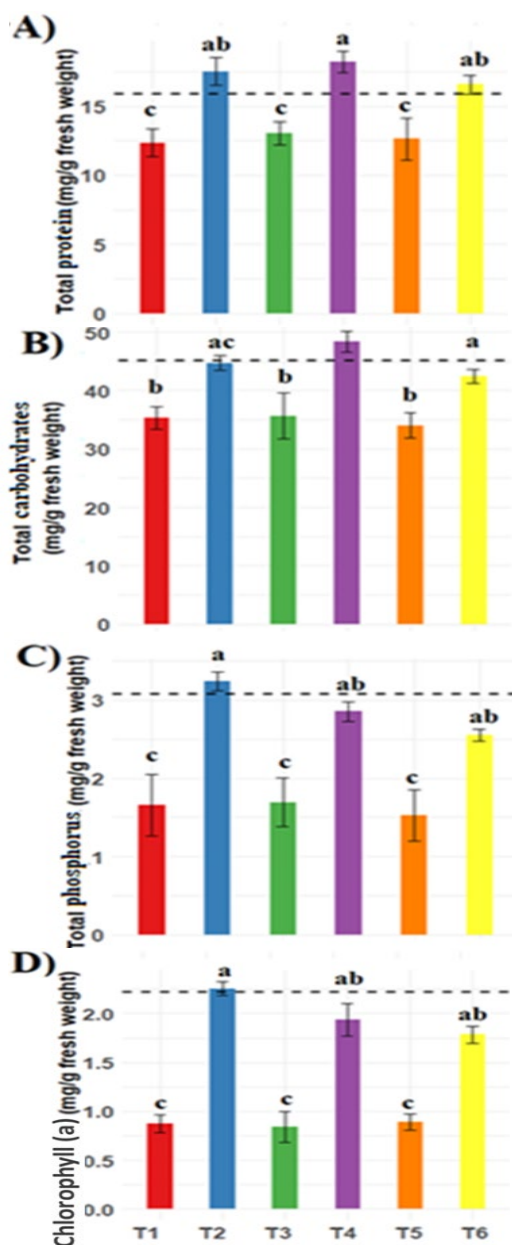 A)
Total protein (mg/g fresh weight)
15
10
5
0
c
ab
c
a
c
ab
B)
Total carbohydrates
(mg/g fresh weight)
50
40
30
20
10
0
b
ac
b
b
a
C)
Total phosphorus (mg/g fresh weight)
3
2
1
0
c
a
c
ab
c
ab
D)
Chlorophyll (a) (mg/g fresh weight)
2.0
1.5
1.0
0.5
0.0
c
a
c
ab
c
ab
T1 T2 T3 T4 T5 T6